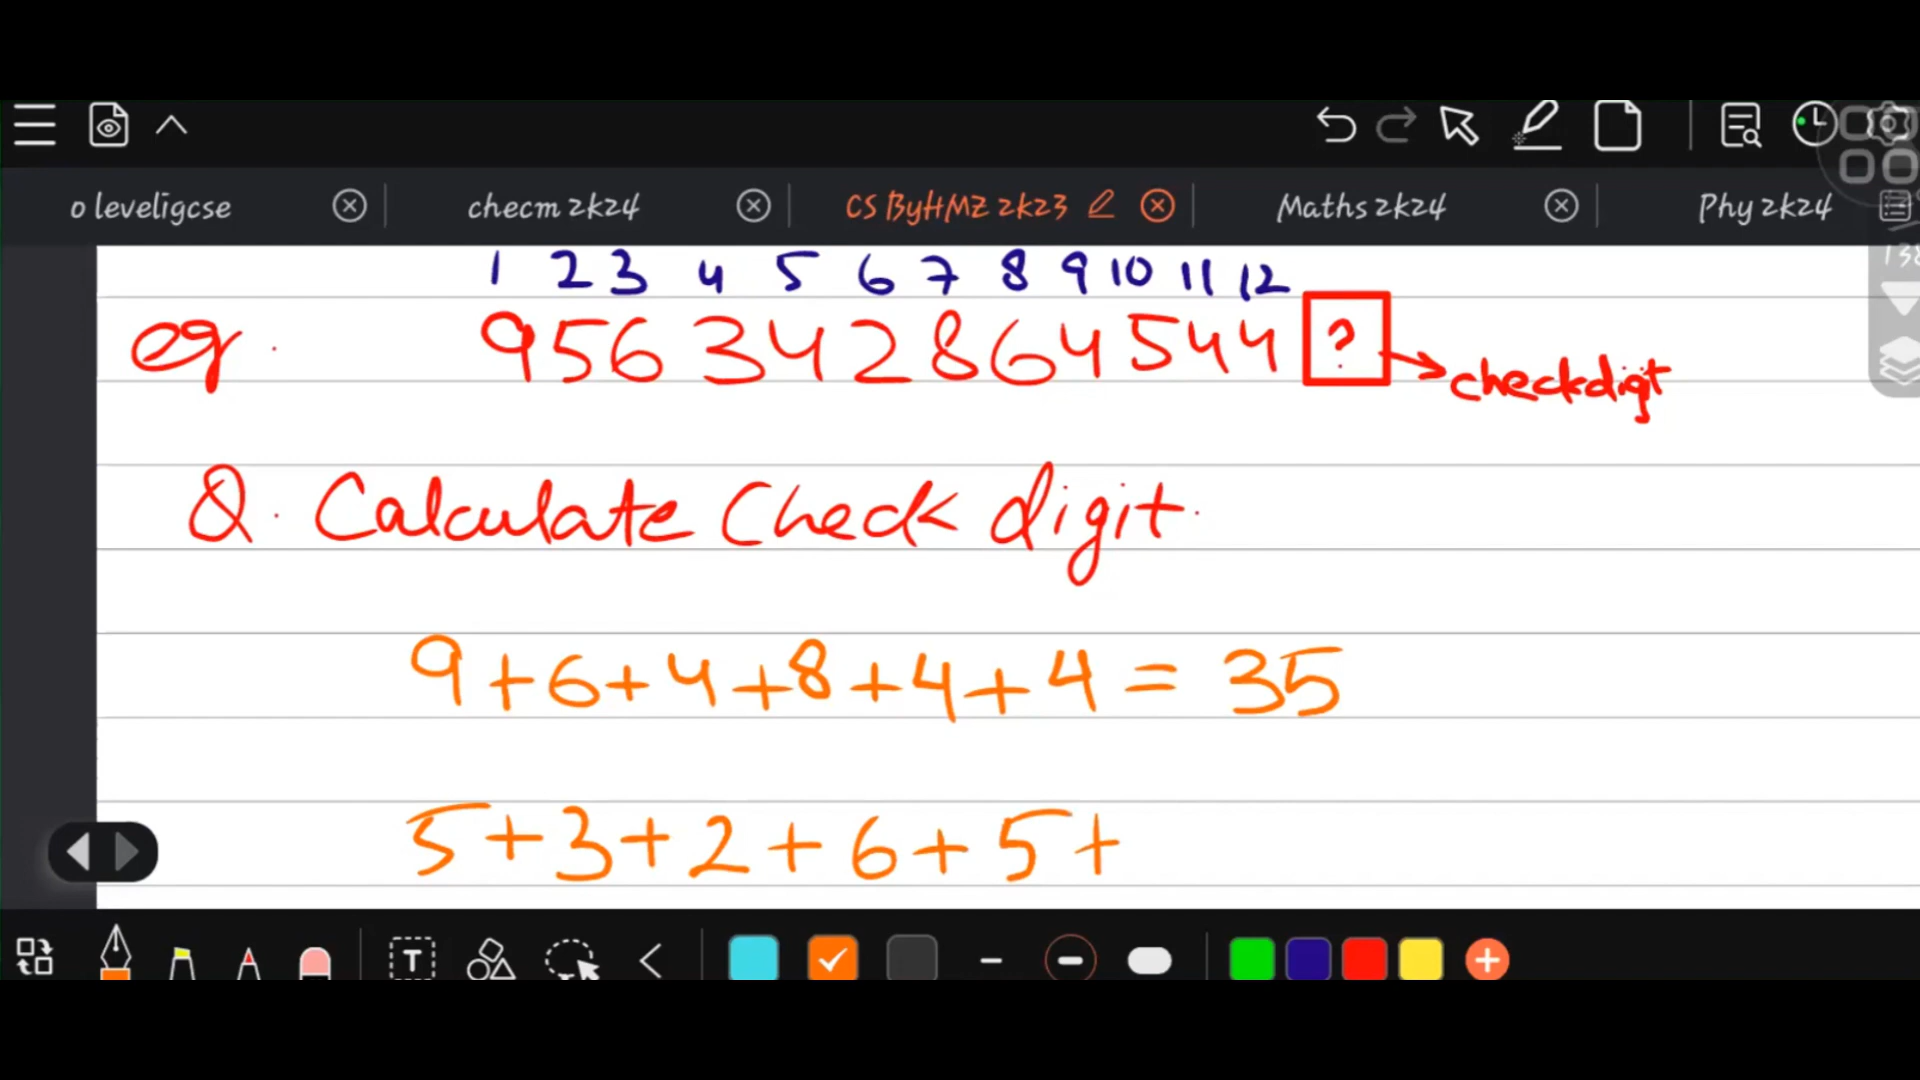 o leveligcse checm 2k24 CS ByHMZ 2k23 Maths 2k24 Phy 2k24
1 2 3 4 5 6 7 8 9 10 11 12
eg. 956342864544 ? checkdigit
Q. Calculate Check digit.
9+6+4+8+4+4 = 35
5+3+2+6+5+
T